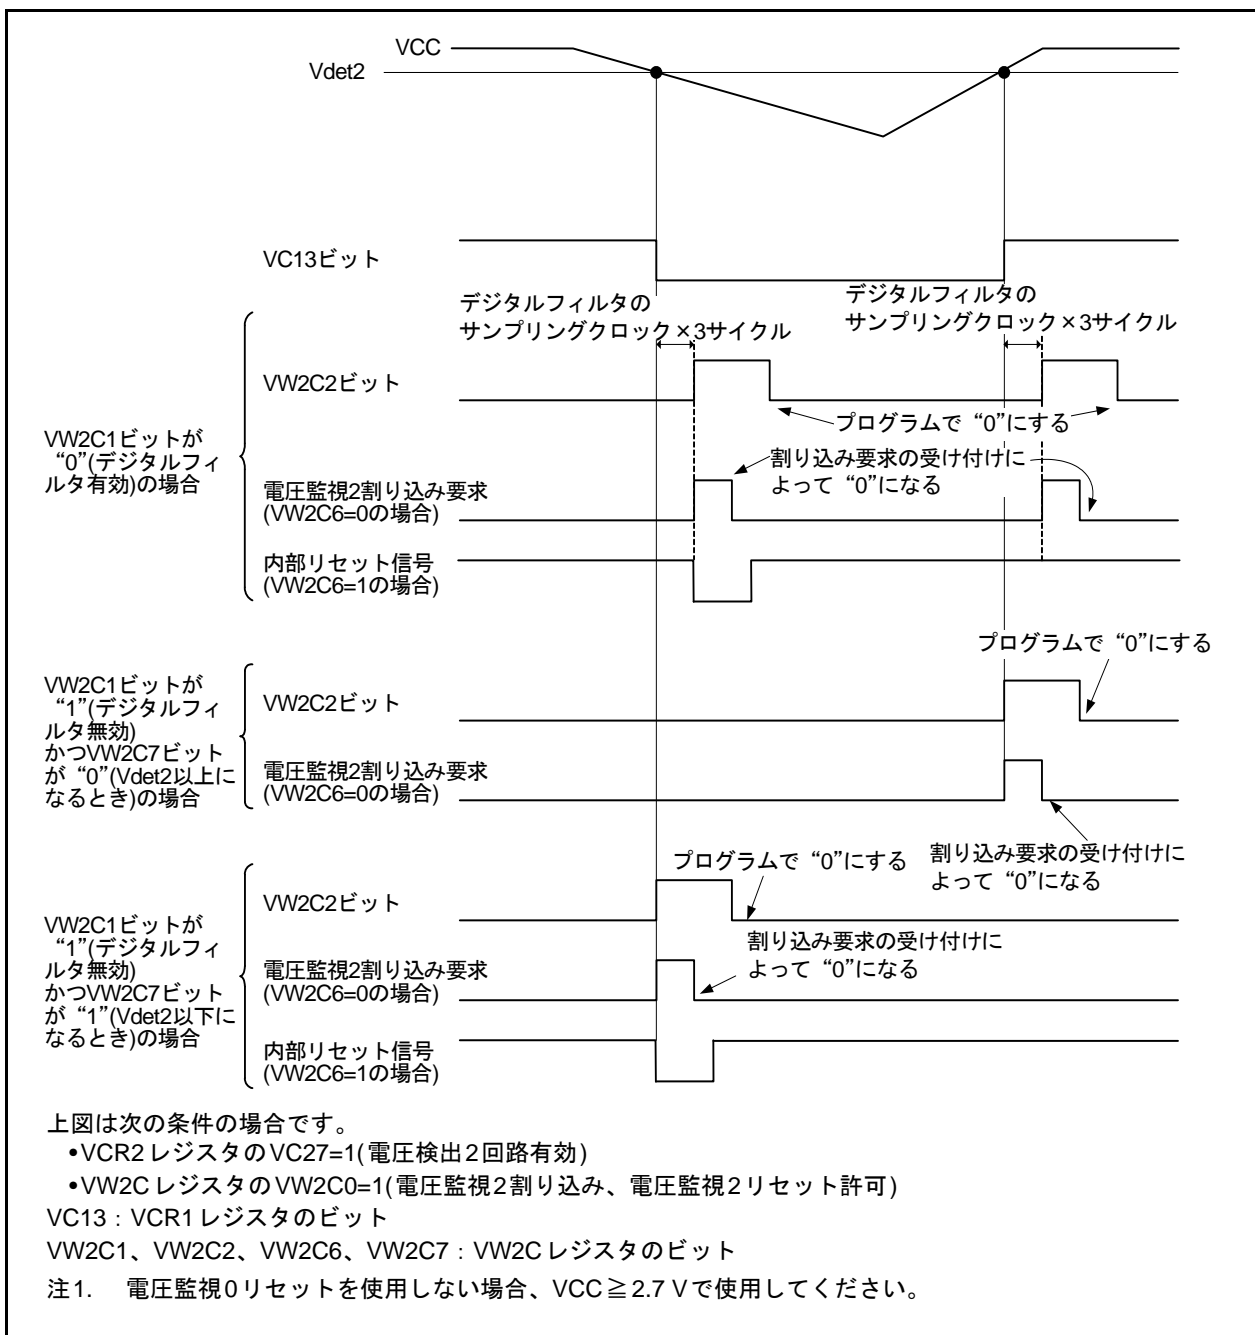 VCC
Vdet2
VC13ビット
デジタルフィルタの
サンプリングクロック×3サイクル
デジタルフィルタの
サンプリングクロック×3サイクル
VW2C1ビットが
“0”(デジタルフィ
ルタ有効)の場合
VW2C2ビット
プログラムで “0”にする
割り込み要求の受け付けに
よって “0”になる
電圧監視2割り込み要求
(VW2C6=0の場合)
内部リセット信号
(VW2C6=1の場合)
VW2C1ビットが
“1”(デジタルフィ
ルタ無効)
かつVW2C7ビット
が “0”(Vdet2以上に
なるとき)の場合
プログラムで “0”にする
VW2C2ビット
電圧監視2割り込み要求
(VW2C6=0の場合)
割り込み要求の受け付けに
よって “0”になる
VW2C1ビットが
“1”(デジタルフィ
ルタ無効)
かつVW2C7ビット
が “1”(Vdet2以下に
なるとき)の場合
プログラムで “0”にする
VW2C2ビット
割り込み要求の受け付けに
よって “0”になる
電圧監視2割り込み要求
(VW2C6=0の場合)
内部リセット信号
(VW2C6=1の場合)
上図は次の条件の場合です。
•VCR2レジスタのVC27=1(電圧検出2回路有効)
•VW2CレジスタのVW2C0=1(電圧監視2割り込み、電圧監視2リセット許可)
VC13：VCR1レジスタのビット
VW2C1、VW2C2、VW2C6、VW2C7：VW2Cレジスタのビット
注1. 電圧監視0リセットを使用しない場合、VCC≧2.7 Vで使用してください。